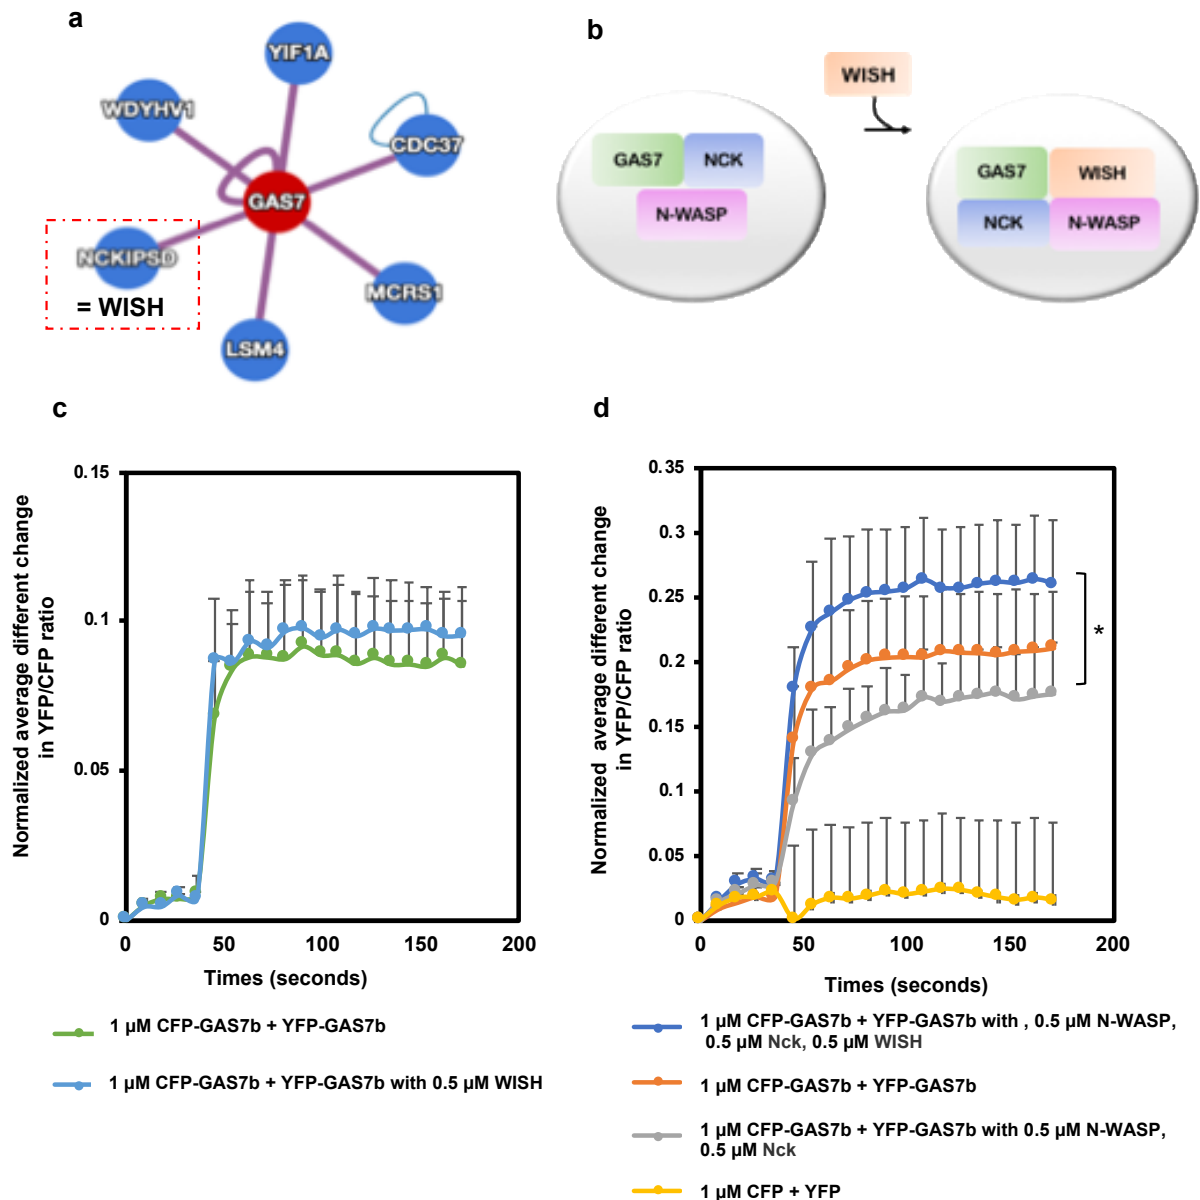 a
YIF1A
WDYHV1
CDC37
GAS7
NCKIPSD
= WISH
MCRS1
LSM4
b
WISH
GAS7
NCK
N-WASP
GAS7
WISH
NCK
N-WASP
c
Normalized average different change
in YFP/CFP ratio
0.15
0.1
0.05
0
0
50
100
150
200
Times (seconds)
1 µM CFP-GAS7b + YFP-GAS7b
1 µM CFP-GAS7b + YFP-GAS7b with 0.5 µM WISH
d
Normalized average different change
in YFP/CFP ratio
0.35
0.3
0.25
0.2
0.15
0.1
0.05
0
0
50
100
150
200
*
Times (seconds)
1 µM CFP-GAS7b + YFP-GAS7b with , 0.5 µM N-WASP,
0.5 µM Nck, 0.5 µM WISH
1 µM CFP-GAS7b + YFP-GAS7b
1 µM CFP-GAS7b + YFP-GAS7b with 0.5 µM N-WASP,
0.5 µM Nck
1 µM CFP + YFP